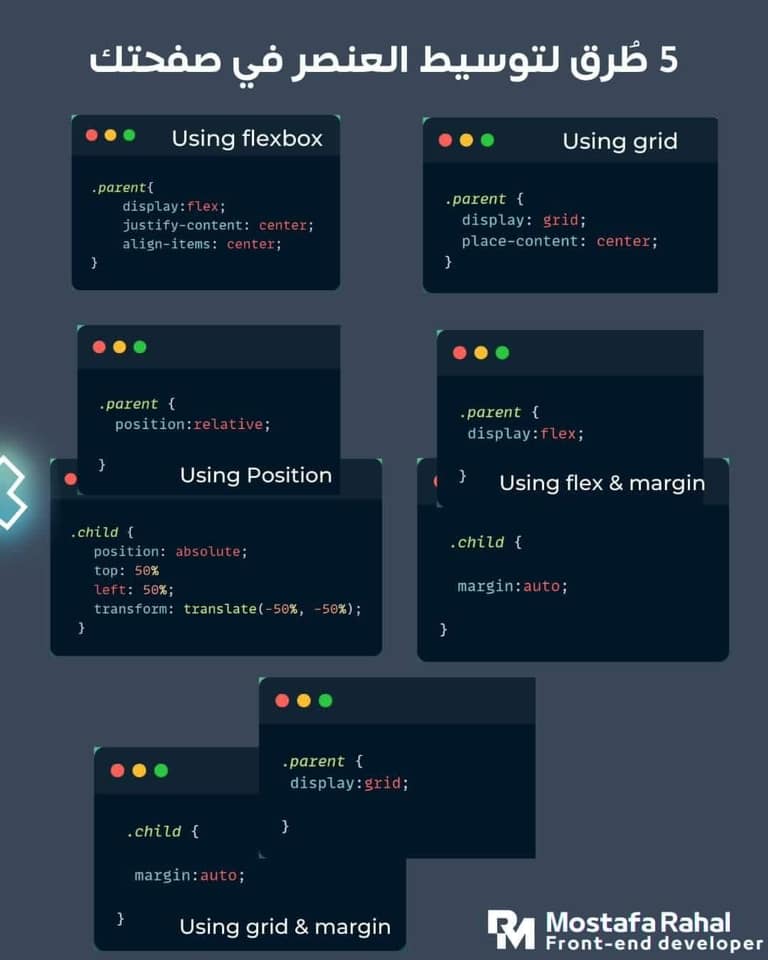 5 طُرق لتوسيط العنصر في صفحتك
Using flexbox
.parent{
display:flex;
justify-content: center;
align-items: center;
}
Using grid
.parent {
display: grid;
place-content: center;
}
.parent {
position:relative;
}
Using Position
.child {
position: absolute;
top: 50%
left: 50%;
transform: translate(-50%, -50%);
}
.parent {
display:flex;
}
Using flex & margin
.child {
margin:auto;
}
.parent {
display:grid;
}
.child {
margin:auto;
}
Using grid & margin
RM
Mostafa Rahal
Front-end developer